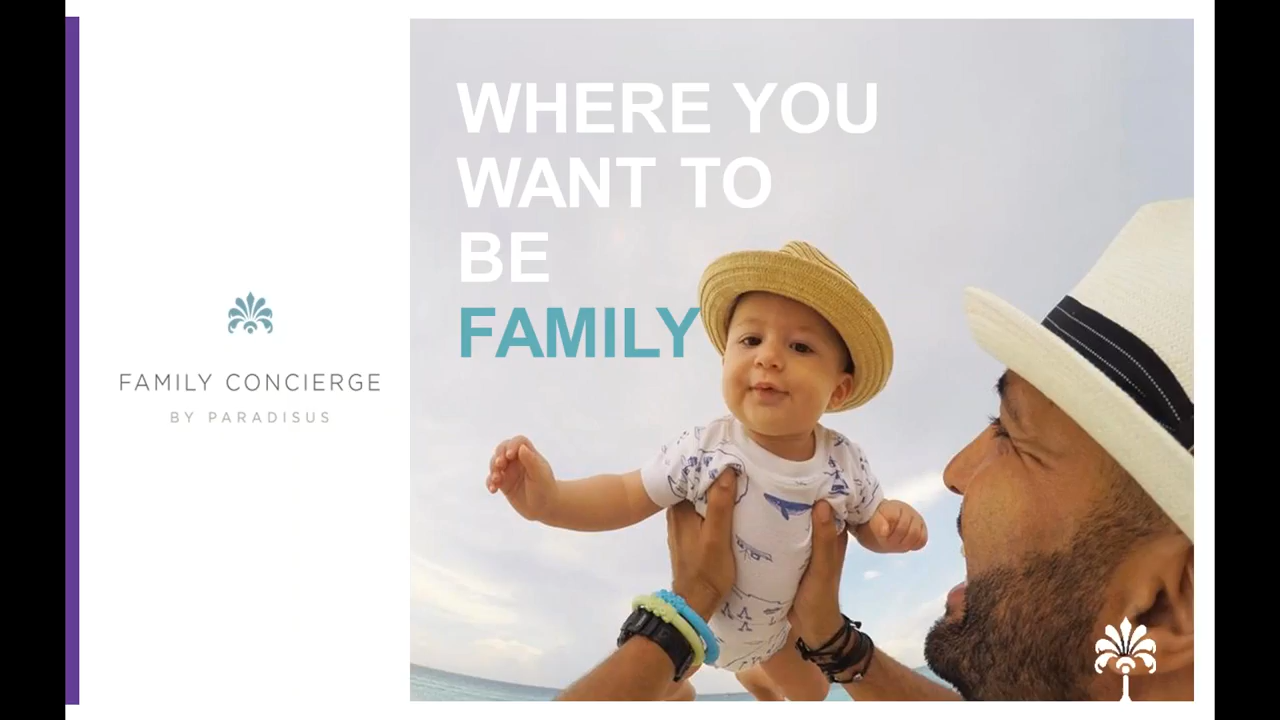 WHERE YOU
WANT TO
BE
FAMILY
FAMILY CONCIERGE
BY PARADISUS